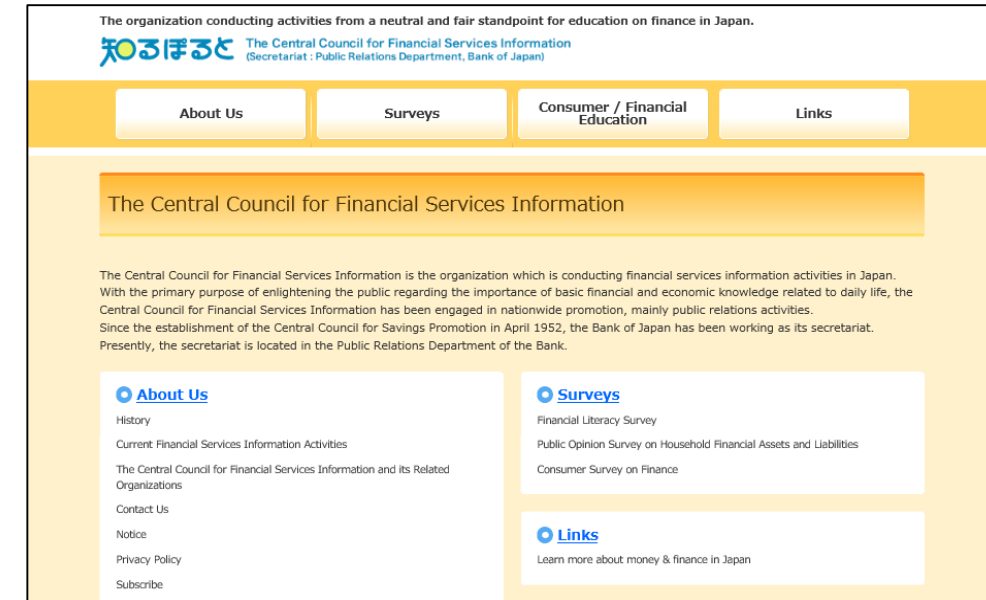 The organization conducting activities from a neutral and fair standpoint for education on finance in Japan.
知るぽると
The Central Council for Financial Services Information
(Secretariat : Public Relations Department, Bank of Japan)
About Us
Surveys
Consumer / Financial
Education
Links
The Central Council for Financial Services Information
The Central Council for Financial Services Information is the organization which is conducting financial services information activities in Japan.
With the primary purpose of enlightening the public regarding the importance of basic financial and economic knowledge related to daily life, the
Central Council for Financial Services Information has been engaged in nationwide promotion, mainly public relations activities.
Since the establishment of the Central Council for Savings Promotion in April 1952, the Bank of Japan has been working as its secretariat.
Presently, the secretariat is located in the Public Relations Department of the Bank.
About Us
History
Current Financial Services Information Activities
The Central Council for Financial Services Information and its Related
Organizations
Contact Us
Notice
Privacy Policy
Subscribe
Surveys
Financial Literacy Survey
Public Opinion Survey on Household Financial Assets and Liabilities
Consumer Survey on Finance
Links
Learn more about money & finance in Japan